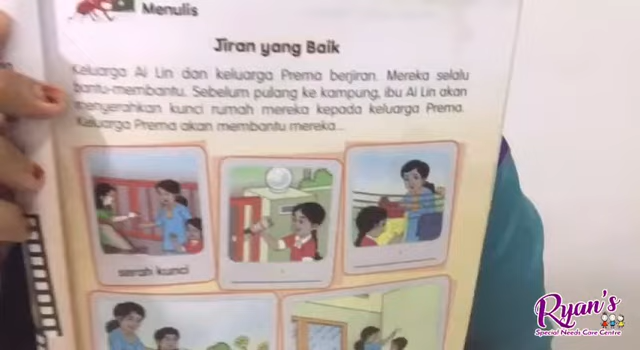 Menulis
Jiran yang Baik
Keluarga Ai Lin dan keluarga Prema berjiran. Mereka selalu
bantu-membantu. Sebelum pulang ke kampung, ibu Ai Lin akan
menyerahkan kunci rumah mereka kepada keluarga Prema.
Keluarga Prema akan membantu mereka...
serah kunci
Ryan's
Special Needs Care Centre